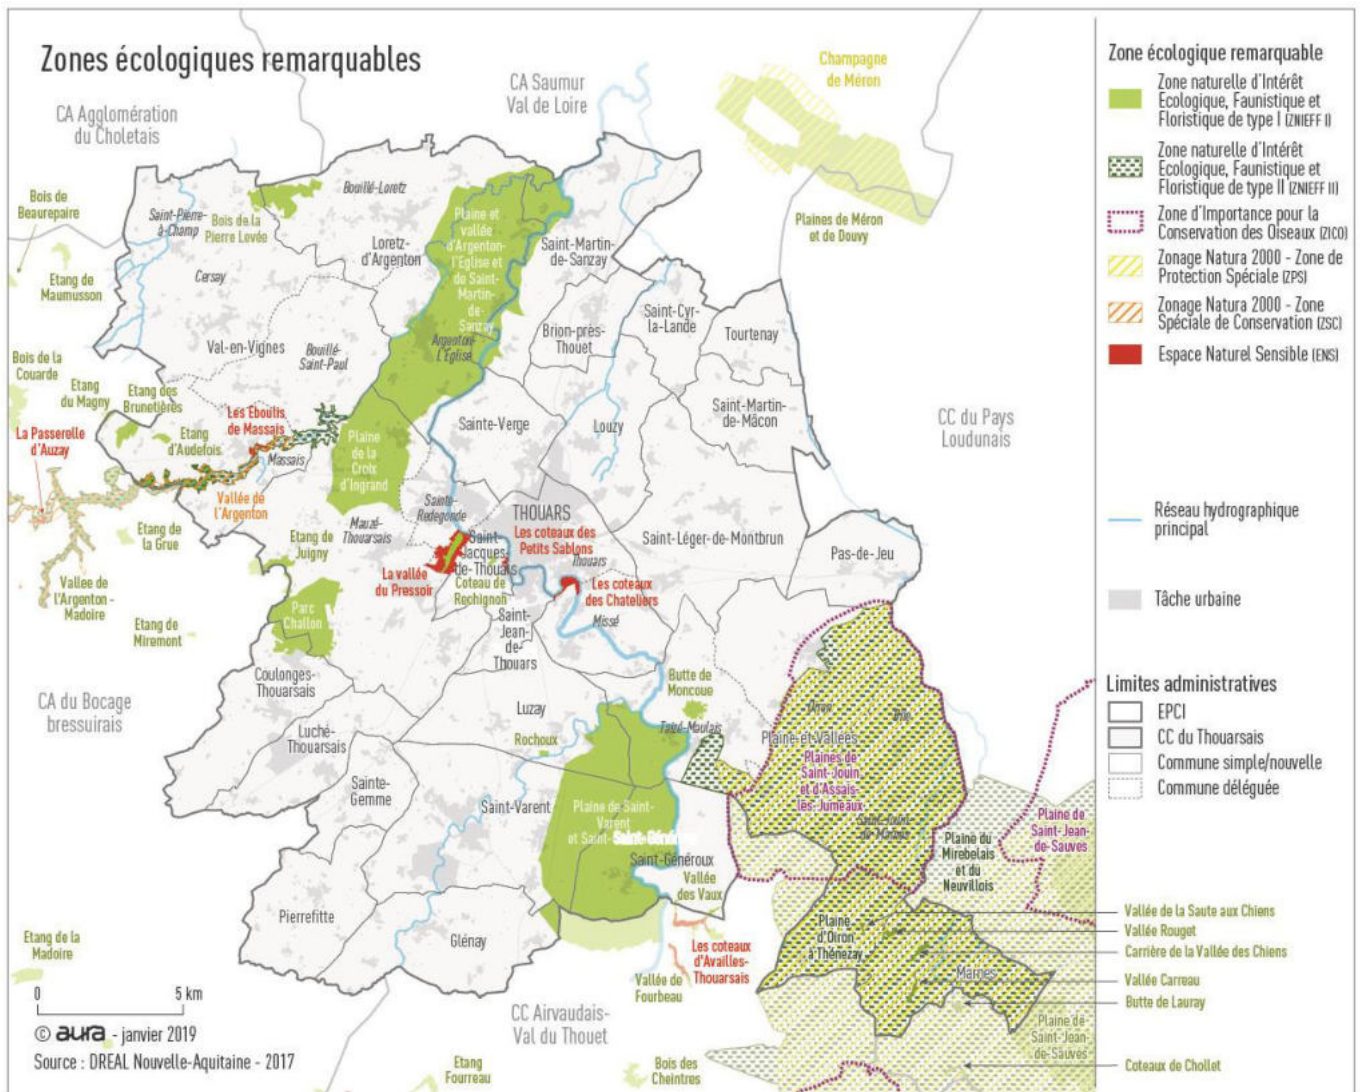 Zones écologiques remarquables
CA Agglomération
du Choletais
CA Saumur
Val de Loire
Champagne
de Méron
Plaines de Méron
et de Douvy
Bois de
Beaurepaire
Saint-Pierre-
à-Champ
Bois de la
Pierre Levée
Bouillé-Loretz
Loretz-
d'Argenton
Plaine et
vallée
d'Argenton-
l'Eglise et
de Saint-
Martin-
de-
Sanzay
Saint-Martin-
de-Sanzay
Etang de
Maumusson
Cersay
Val-en-Vignes
Bouillé-
Saint-Paul
Argenton-
L'Eglise
Brion-près-
Thouet
Saint-Cyr-
la-Lande
Tourtenay
Bois de la
Couarde
Etang
du Magny
Etang des
Brunetières
Les Eboulis
de Massais
La Passerelle
d'Auzay
Etang
d'Audefois
Massais
Plaine
de la
Croix
d'Ingrand
Sainte-Verge
Louzy
Saint-Martin-
de-Mâcon
CC du Pays
Loudunais
Vallée de
l'Argenton
Etang de
la Grue
Mauzé-
Thouarsais
Sainte-
Radegonde
THOUARS
Saint-
Jacques-
de-Thouars
Les coteaux des
Petits Sablons
Thouars
Saint-Léger-de-Montbrun
Pas-de-Jeu
Etang de
Juigny
La vallée
du Pressoir
Coteau de
Rechignon
Les coteaux
des Chateliers
Vallee de
l'Argenton -
Madoire
Etang de
Miremont
Parc
Challon
Saint-
Jean-
de-
Thouars
Missé
CA du Bocage
bressuirais
Coulonges-
Thouarsais
Luché-
Thouarsais
Luzay
Rochoux
Butte de
Moncoue
Taizé-Maulais
Oiron
Brie
Plaine-et-Vallées
Plaines de
Saint-Jouin
et d'Assais-
les-Jumeaux
Saint-Jouin-
de-Marnes
Sainte-
Gemme
Saint-Varent
Plaine de Saint-
Varent
et Saint-Généroux
Saint-Généroux
Vallée
des Vaux
Plaine du
Mirebelais
et du
Neuvillois
Plaine de
Saint-Jean-
de-Sauves
Pierrefitte
Glénay
Les coteaux
d'Availles-
Thouarsais
Vallée de
Fourbeau
Plaine
d'Oiron
à Thénezay
Marnes
Plaine de
Saint-Jean-
de-Sauves
Etang de la
Madoire
CC Airvaudais-
Val du Thouet
Etang
Fourreau
Bois des
Cheintres
0 5 km
© aura - janvier 2019
Source : DREAL Nouvelle-Aquitaine - 2017
Zone écologique remarquable
Zone naturelle d'Intérêt
Ecologique, Faunistique et
Floristique de type I (ZNIEFF I)
Zone naturelle d'Intérêt
Ecologique, Faunistique et
Floristique de type II (ZNIEFF II)
Zone d'Importance pour la
Conservation des Oiseaux (ZICO)
Zonage Natura 2000 - Zone de
Protection Spéciale (ZPS)
Zonage Natura 2000 - Zone
Spéciale de Conservation (ZSC)
Espace Naturel Sensible (ENS)
Réseau hydrographique
principal
Tâche urbaine
Limites administratives
EPCI
CC du Thouarsais
Commune simple/nouvelle
Commune déléguée
Vallée de la Saute aux Chiens
Vallée Rouget
Carrière de la Vallée des Chiens
Vallée Carreau
Butte de Lauray
Coteaux de Chollet